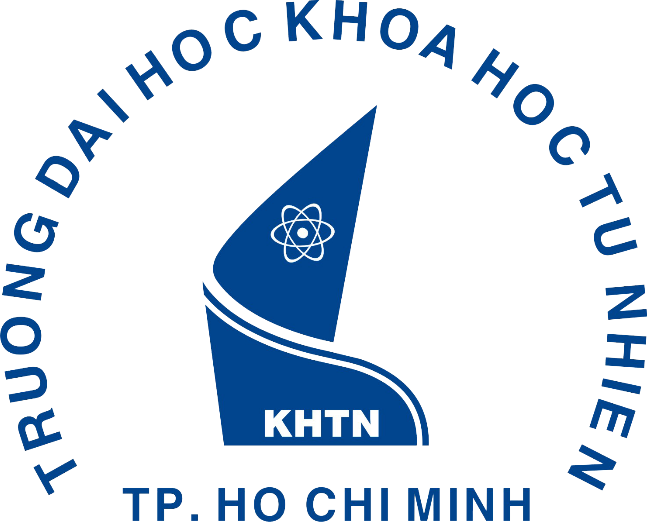 TRUONG DAI HOC KHOA HOC TU NHIEN
KHTN
TP. HO CHI MINH